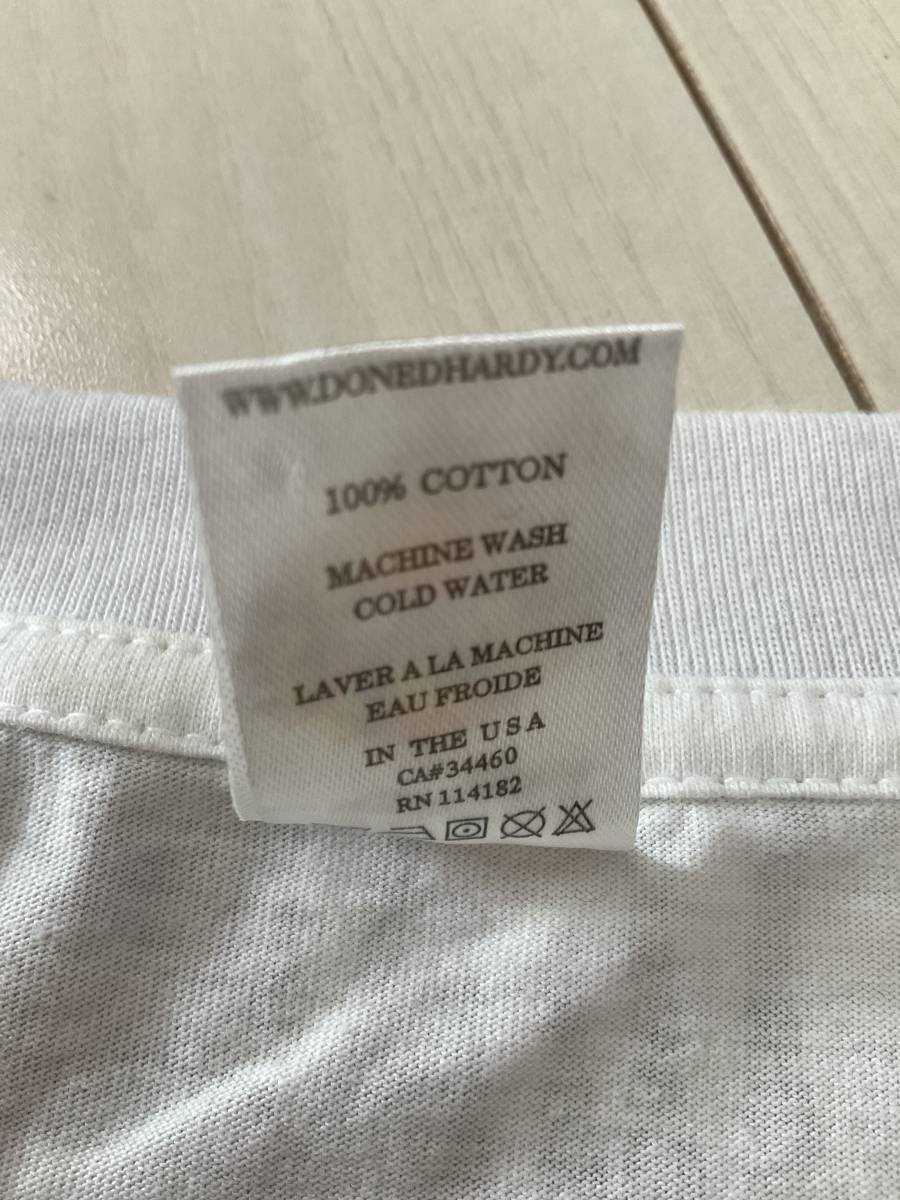 WWW.DONEDHARDY.COM
100% COTTON
MACHINE WASH
COLD WATER
LAVER A LA MACHINE
EAU FROIDE
IN THE USA
CA#34460
RN 114182